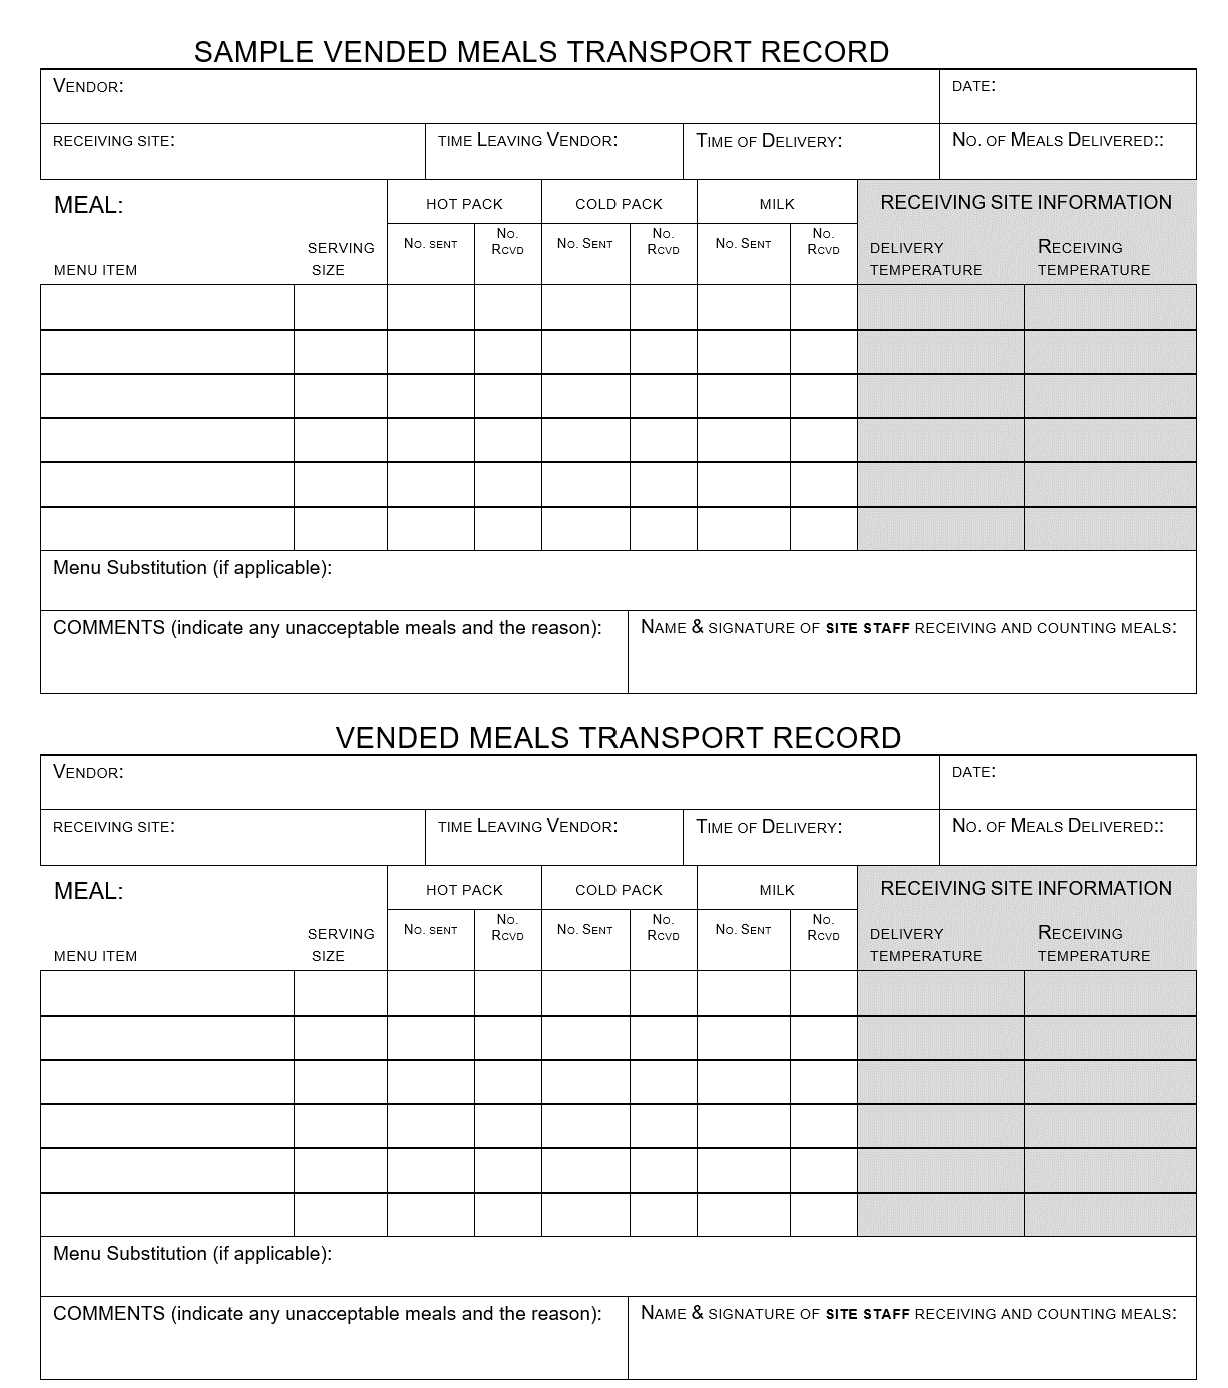 SAMPLE VENDED MEALS TRANSPORT RECORD
VENDOR: DATE:
RECEIVING SITE: TIME LEAVING VENDOR: TIME OF DELIVERY: NO. OF MEALS DELIVERED::
MEAL: HOT PACK COLD PACK MILK RECEIVING SITE INFORMATION
SERVING NO. SENT NO. NO. SENT NO. NO. SENT NO. DELIVERY RECEIVING
RCVD RCVD RCVD
MENU ITEM SIZE TEMPERATURE TEMPERATURE
Menu Substitution (if applicable):
COMMENTS (indicate any unacceptable meals and the reason): NAME & SIGNATURE OF SITE STAFF RECEIVING AND COUNTING MEALS:
VENDED MEALS TRANSPORT RECORD
VENDOR: DATE:
RECEIVING SITE: TIME LEAVING VENDOR: TIME OF DELIVERY: NO. OF MEALS DELIVERED::
MEAL: HOT PACK COLD PACK MILK RECEIVING SITE INFORMATION
SERVING NO. SENT NO. NO. SENT NO. NO. SENT NO. DELIVERY RECEIVING
RCVD RCVD RCVD
MENU ITEM SIZE TEMPERATURE TEMPERATURE
Menu Substitution (if applicable):
COMMENTS (indicate any unacceptable meals and the reason): NAME & SIGNATURE OF SITE STAFF RECEIVING AND COUNTING MEALS: